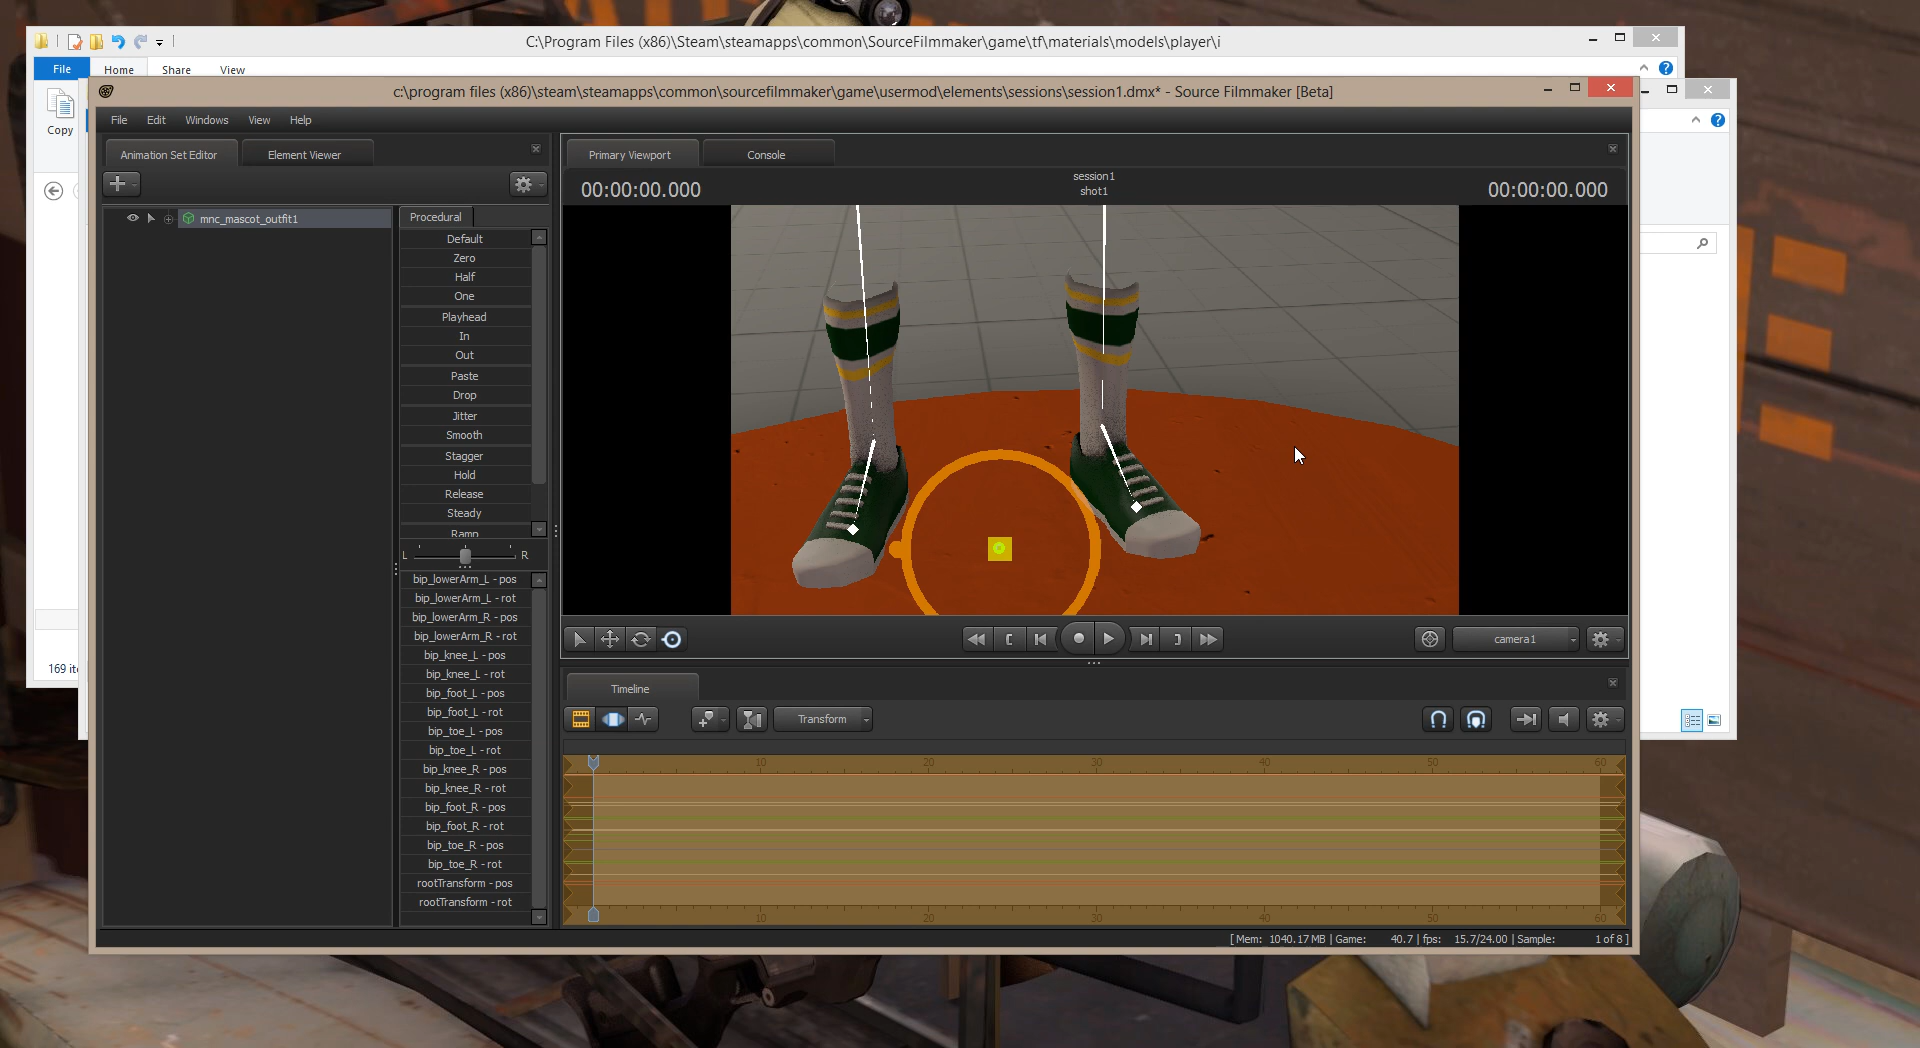 C:\Program Files (x86)\Steam\steamapps\common\SourceFilmmaker\game\tf\materials\models\player\i
File Home Share View
Copy
169 ite
c:\program files (x86)\steam\steamapps\common\sourcefilmmaker\game\usermod\elements\sessions\session1.dmx* - Source Filmmaker [Beta]
File Edit Windows View Help
Animation Set Editor Element Viewer
mnc_mascot_outfit1
Procedural
Default
Zero
Half
One
Playhead
In
Out
Paste
Drop
Jitter
Smooth
Stagger
Hold
Release
Steady
Ramp
L R
bip_lowerArm_L - pos
bip_lowerArm_L - rot
bip_lowerArm_R - pos
bip_lowerArm_R - rot
bip_knee_L - pos
bip_knee_L - rot
bip_foot_L - pos
bip_foot_L - rot
bip_toe_L - pos
bip_toe_L - rot
bip_knee_R - pos
bip_knee_R - rot
bip_foot_R - pos
bip_foot_R - rot
bip_toe_R - pos
bip_toe_R - rot
rootTransform - pos
rootTransform - rot
Primary Viewport Console
session1
00:00:00.000 shot1 00:00:00.000
camera1
Timeline
Transform
10 20 30 40 50 60
10 20 30 40 50 60
[ Mem: 1040.17 MB | Game: 40.7 | fps: 15.7/24.00 | Sample: 1 of 8 ]